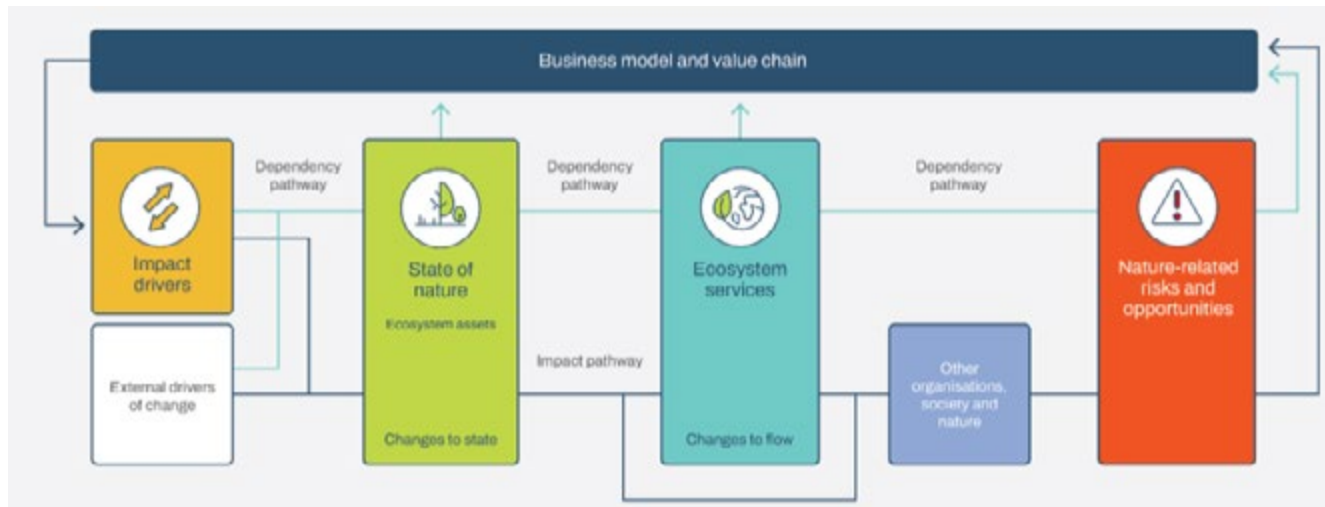 Business model and value chain
Dependency
pathway
Dependency
pathway
Dependency
pathway
Impact
drivers
State of
nature
Ecosystem assets
Ecosystem
services
Nature-related
risks and
opportunities
External drivers
of change
Impact pathway
Other
organisations,
society and
nature
Changes to state
Changes to flow